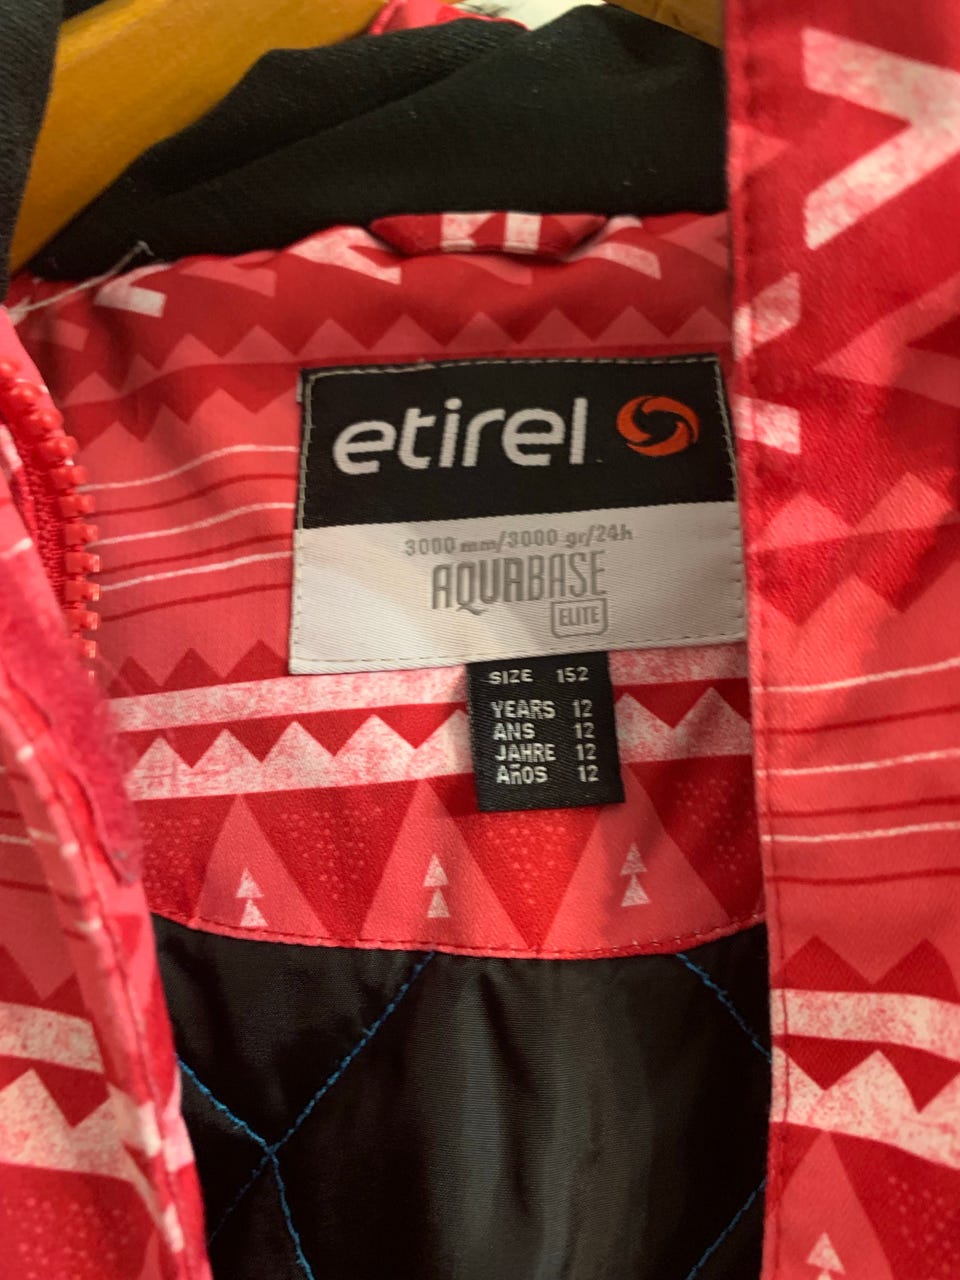 etirel
3000 mm/3000 gr/24h
AQUABASE
ELITE
SIZE 152
YEARS 12
ANS 12
JAHRE 12
AñOS 12